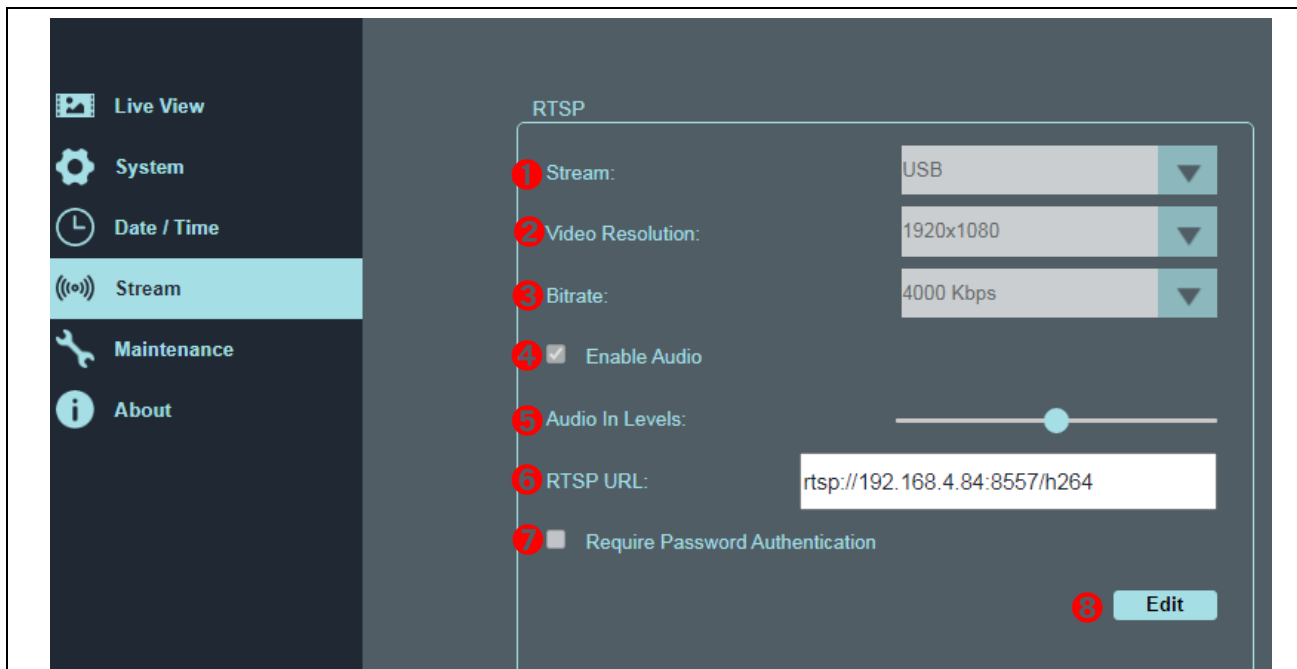 Live View
System
Date / Time
Stream
Maintenance
About
RTSP
1 Stream: USB
2 Video Resolution: 1920x1080
3 Bitrate: 4000 Kbps
4 Enable Audio
5 Audio In Levels:
6 RTSP URL: rtsp://192.168.4.84:8557/h264
7 Require Password Authentication
8 Edit